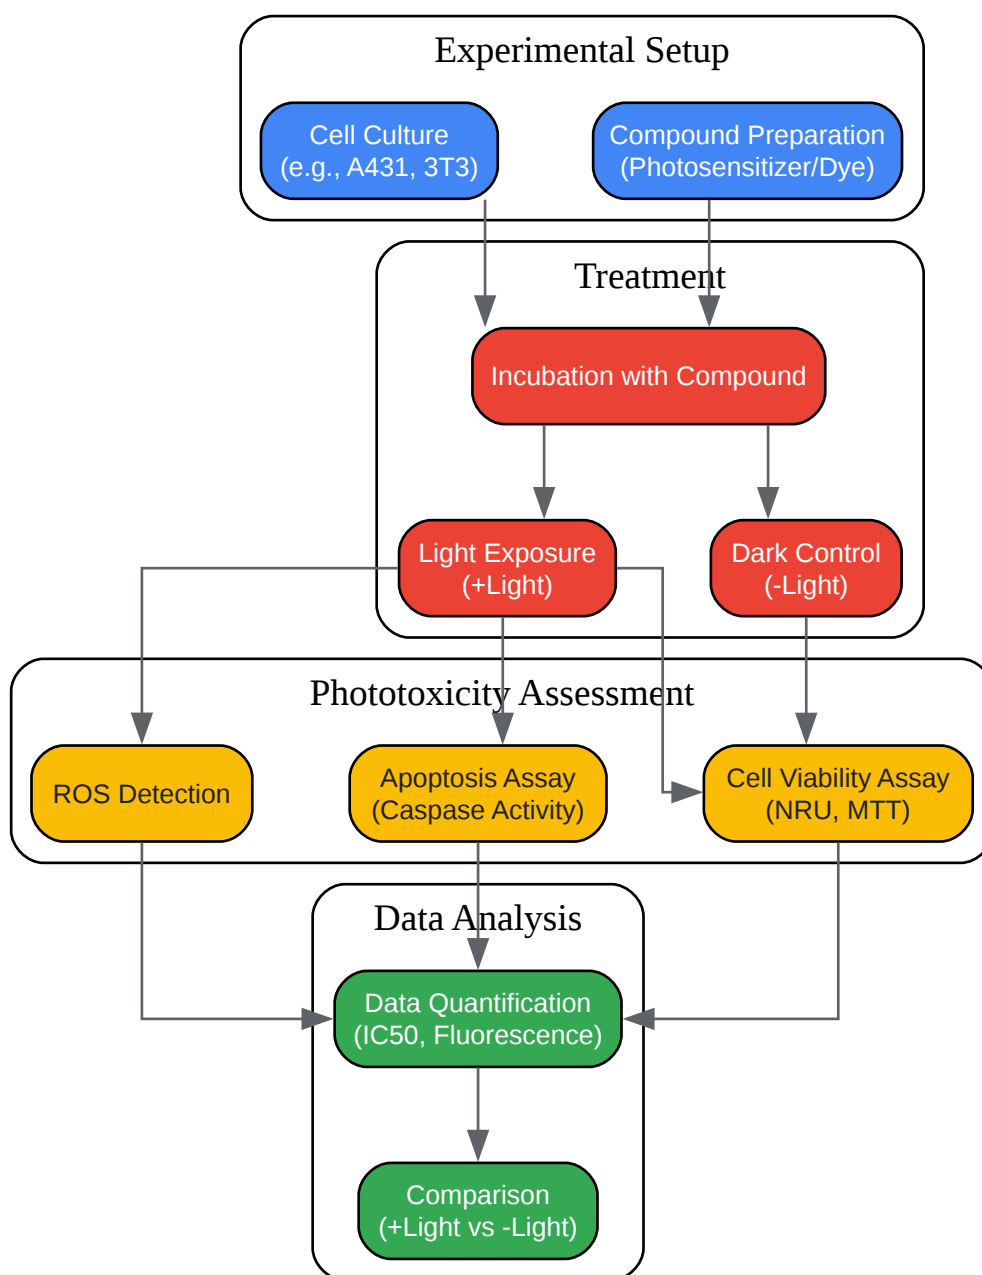 Experimental Setup
Cell Culture
(e.g., A431, 3T3)
Compound Preparation
(Photosensitizer/Dye)
Treatment
Incubation with Compound
Light Exposure
(+Light)
Dark Control
(-Light)
Phototoxicity Assessment
ROS Detection
Apoptosis Assay
(Caspase Activity)
Cell Viability Assay
(NRU, MTT)
Data Analysis
Data Quantification
(IC50, Fluorescence)
Comparison
(+Light vs -Light)